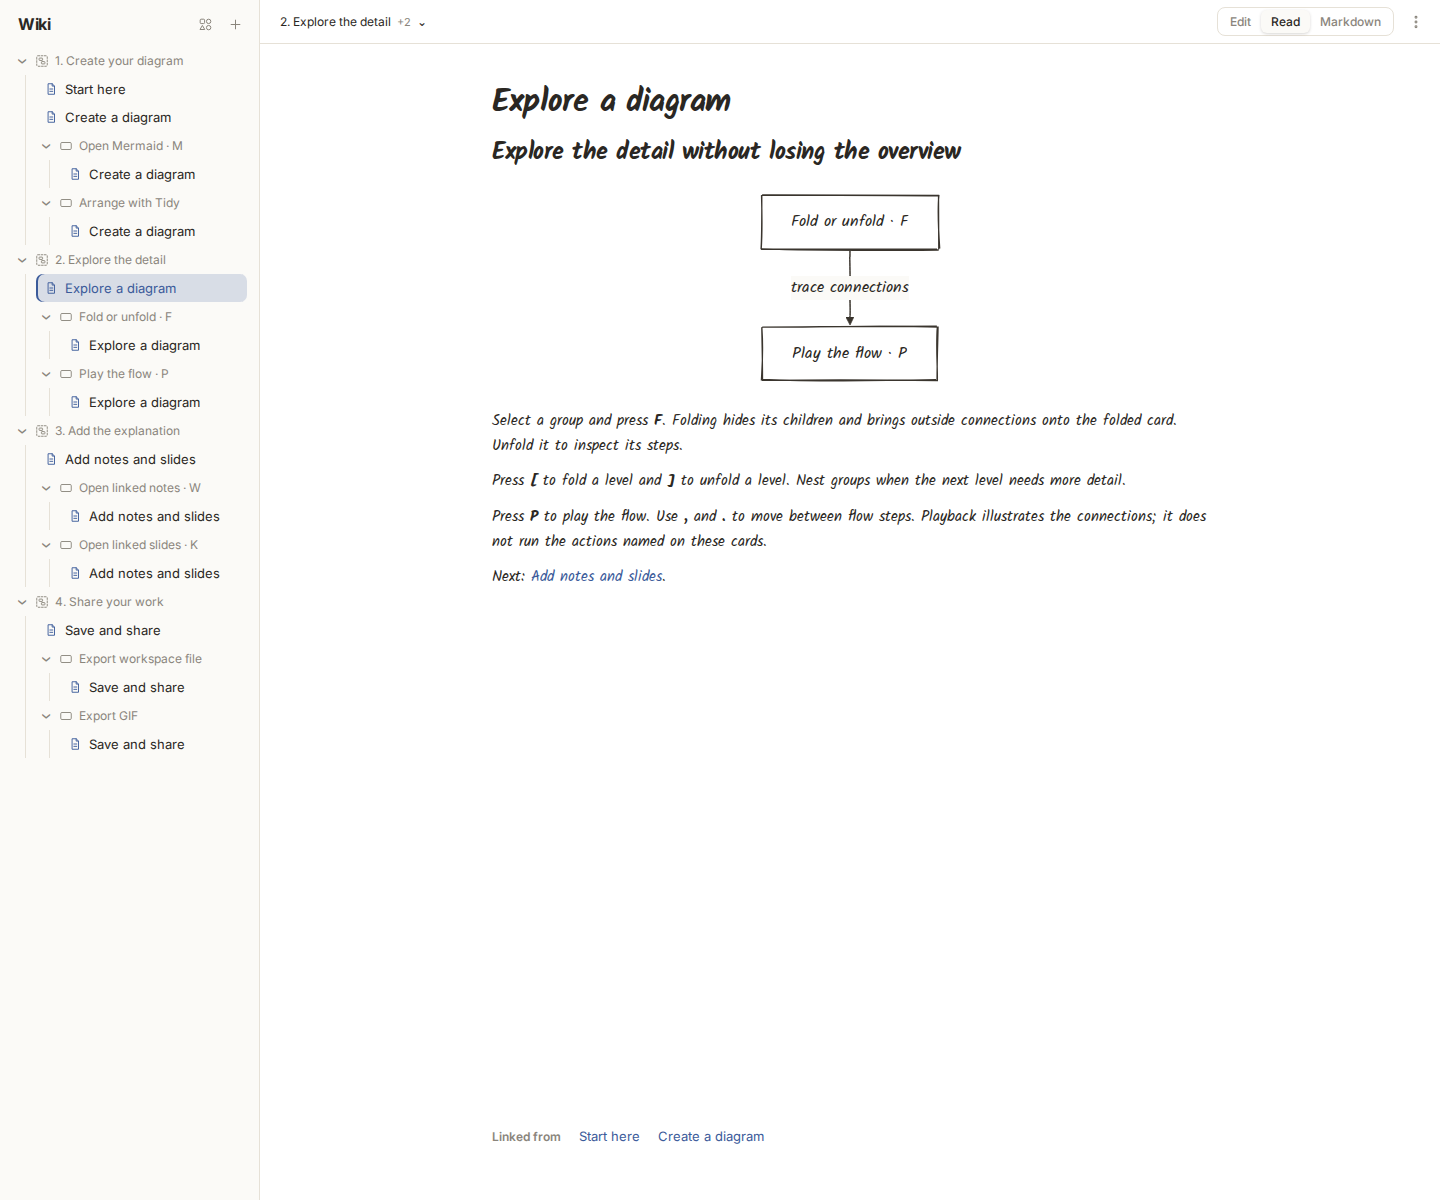 Wiki
1. Create your diagram
Start here
Create a diagram
Open Mermaid · M
Create a diagram
Arrange with Tidy
Create a diagram
2. Explore the detail
Explore a diagram
Fold or unfold · F
Explore a diagram
Play the flow · P
Explore a diagram
3. Add the explanation
Add notes and slides
Open linked notes · W
Add notes and slides
Open linked slides · K
Add notes and slides
4. Share your work
Save and share
Export workspace file
Save and share
Export GIF
Save and share
2. Explore the detail +2
Edit Read Markdown
Explore a diagram
Explore the detail without losing the overview
Fold or unfold · F
trace connections
Play the flow · P
Select a group and press F. Folding hides its children and brings outside connections onto the folded card.
Unfold it to inspect its steps.
Press [ to fold a level and ] to unfold a level. Nest groups when the next level needs more detail.
Press P to play the flow. Use , and . to move between flow steps. Playback illustrates the connections; it does
not run the actions named on these cards.
Next: Add notes and slides.
Linked from Start here Create a diagram